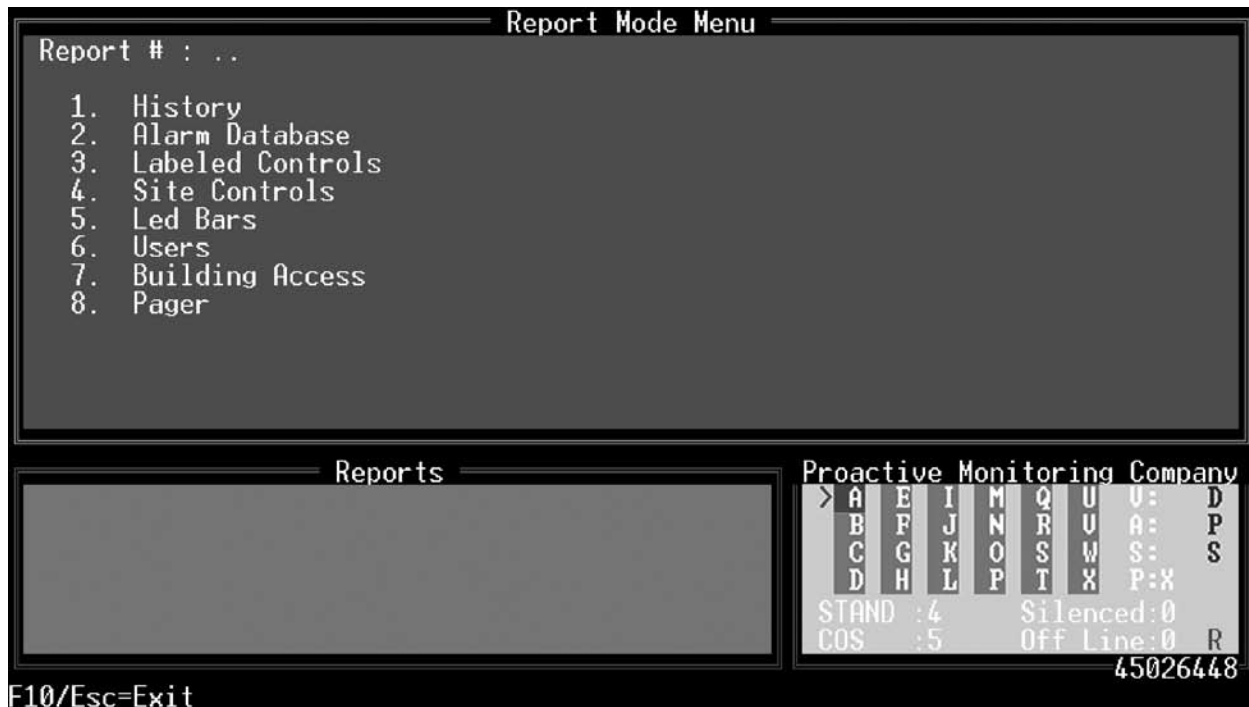 Report Mode Menu
Report # : ..
1. History
2. Alarm Database
3. Labeled Controls
4. Site Controls
5. Led Bars
6. Users
7. Building Access
8. Pager
Reports
Proactive Monitoring Company
> A E I M Q U V: D
B F J N R V A: P
C G K O S W S: S
D H L P T X P:X
STAND :4 Silenced:0
COS :5 Off Line:0 R
45026448
F10/Esc=Exit